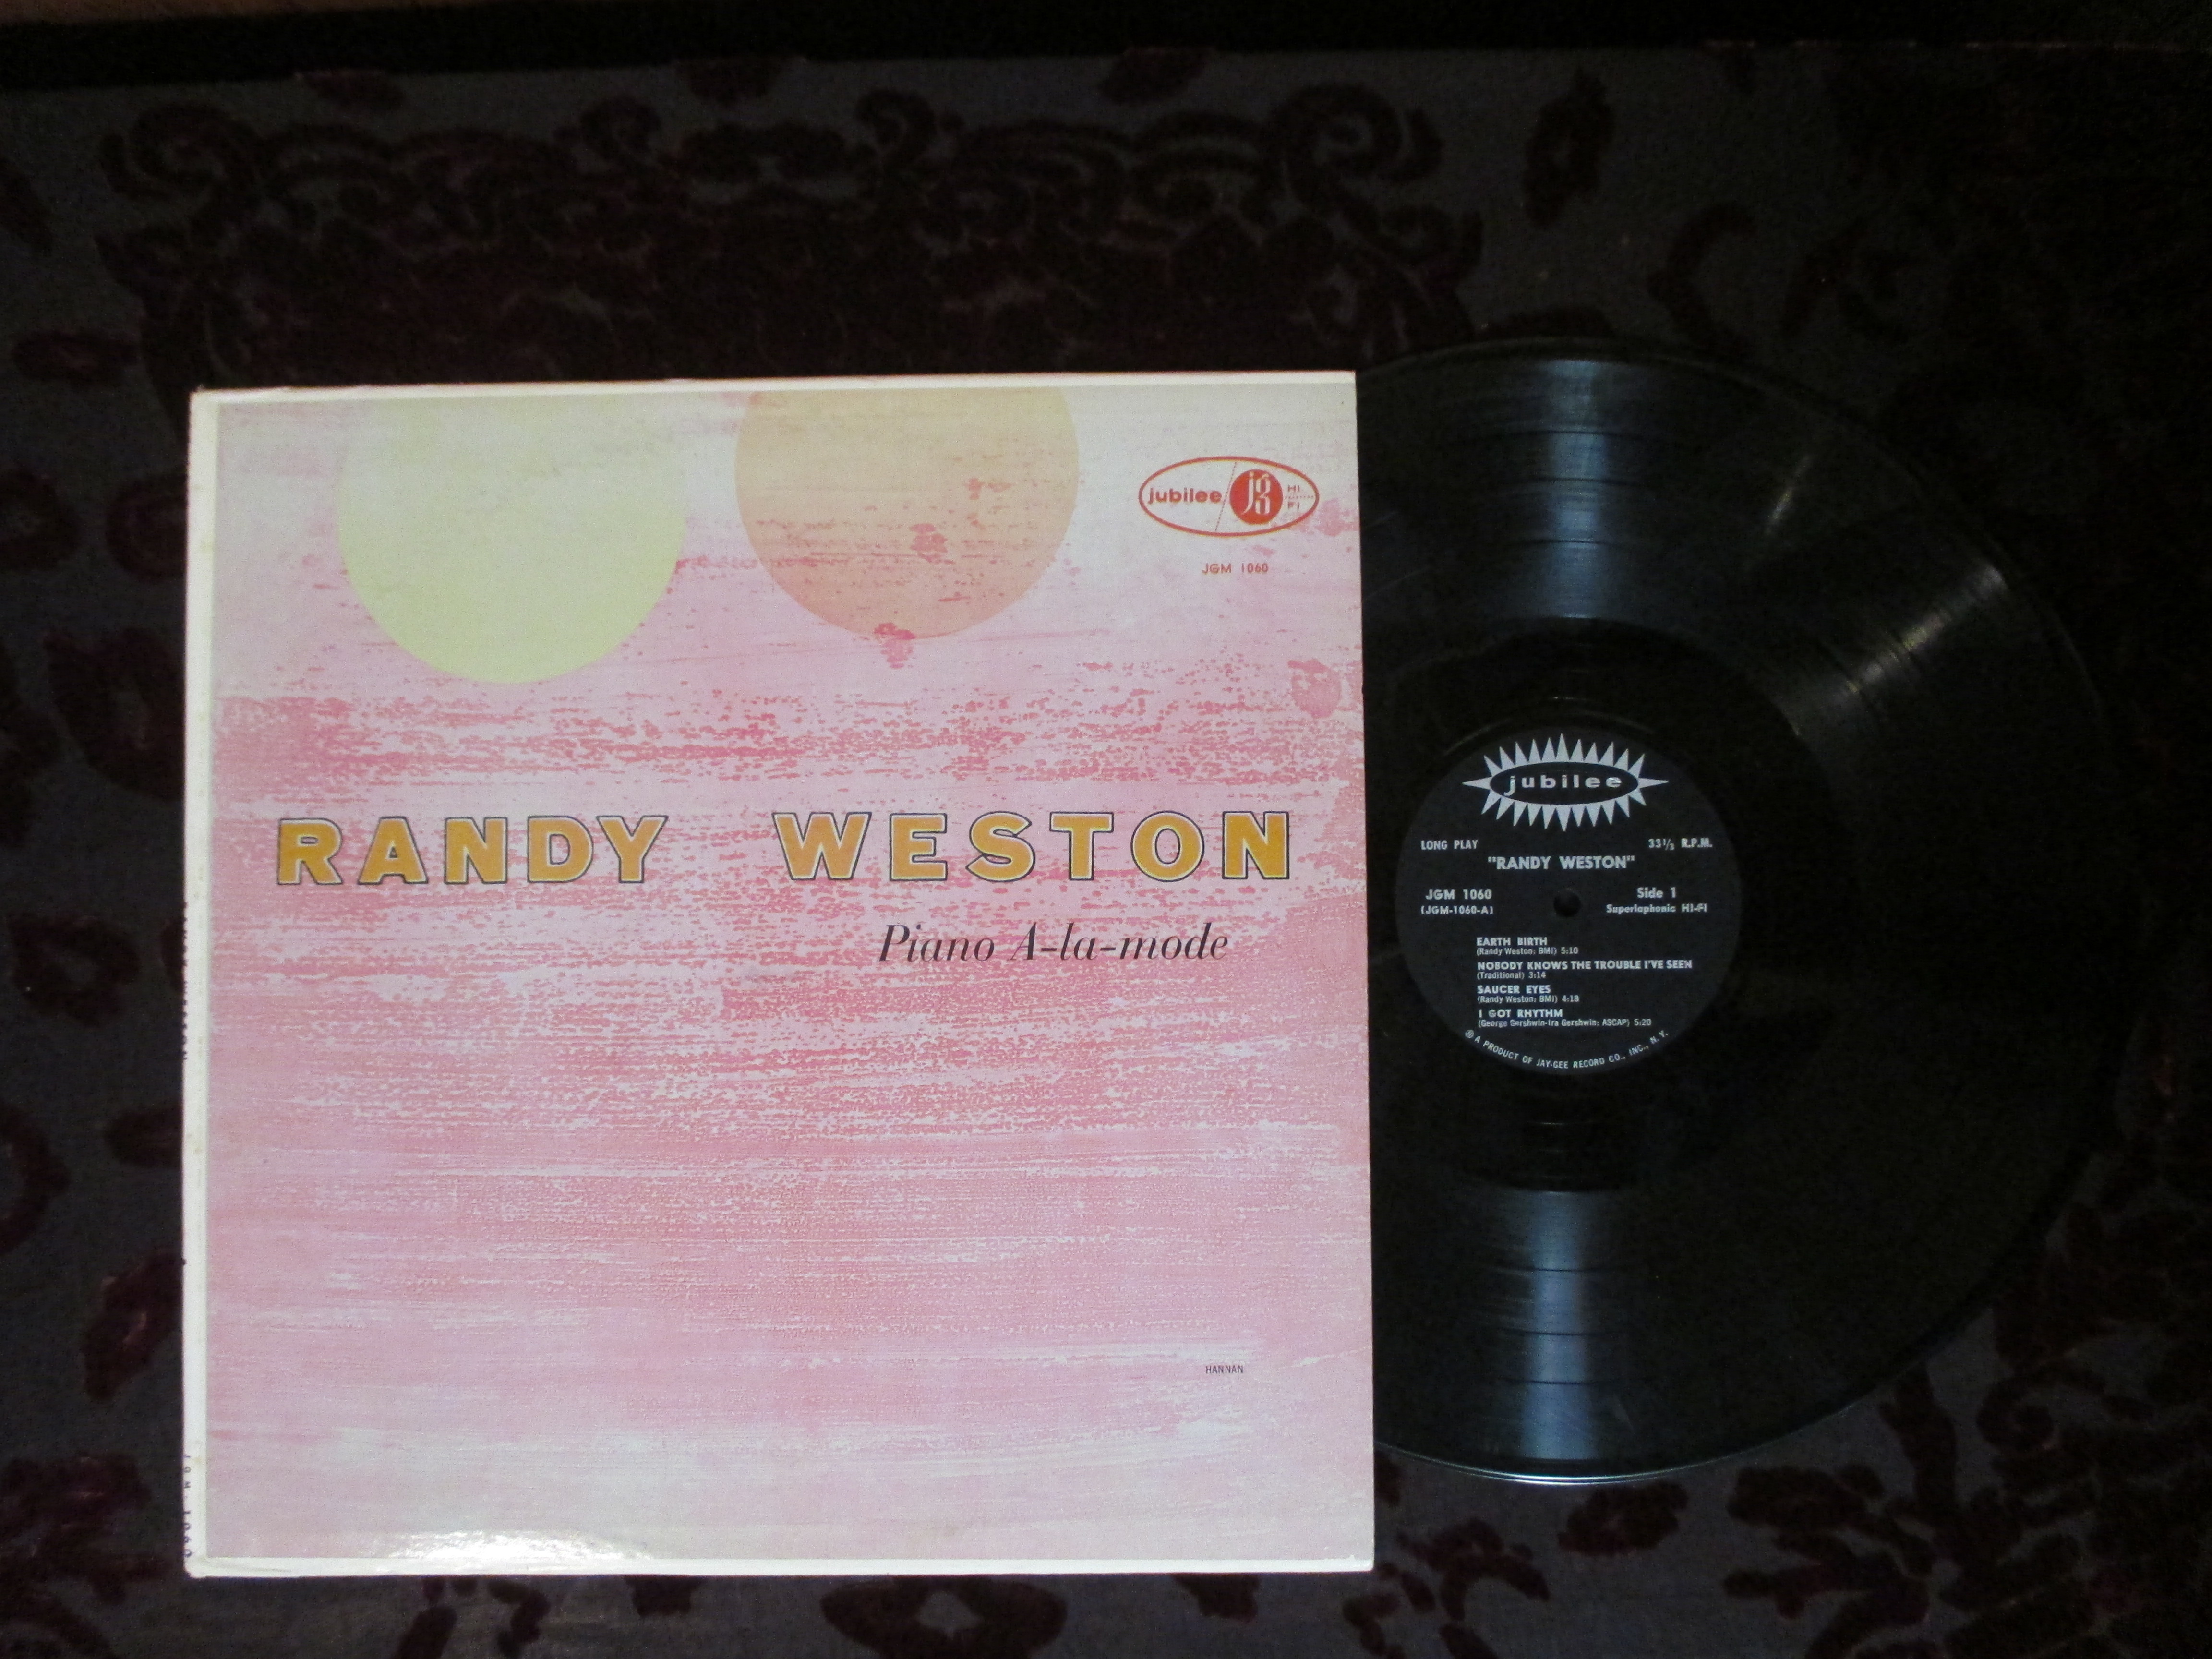 jubilee jg HI FI
JGM 1060
RANDY WESTON
Piano A-la-mode
HANNAN
jubilee
LONG PLAY 33⅓ R.P.M.
"RANDY WESTON"
JGM 1060 Side 1
(JGM-1060-A) Superlaphonic HI-FI
EARTH BIRTH
(Randy Weston: BMI) 5:10
NOBODY KNOWS THE TROUBLE I'VE SEEN
(Traditional) 3:14
SAUCER EYES
(Randy Weston: BMI) 4:18
I GOT RHYTHM
(George Gershwin-Ira Gershwin: ASCAP) 5:20
℗ A PRODUCT OF JAY-GEE RECORD CO., INC., N. Y.